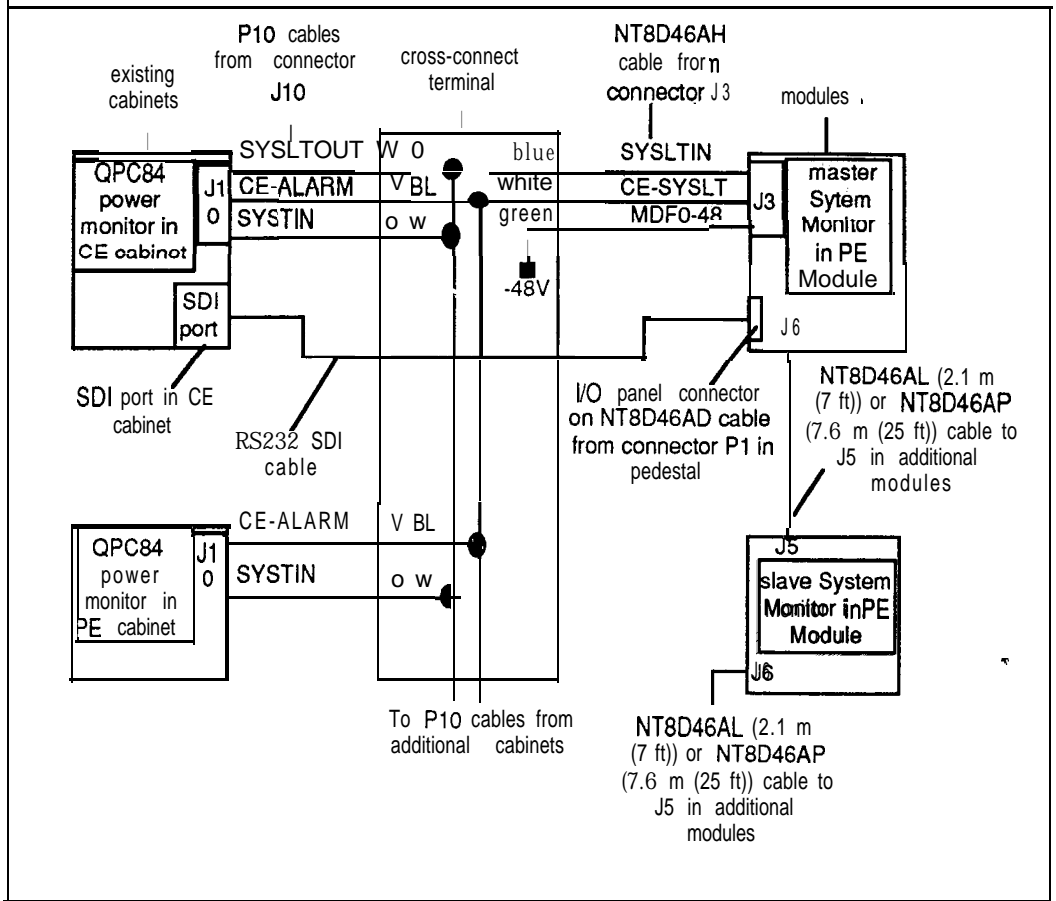 P10 cables
from connector
J10
existing
cabinets
cross-connect
terminal
NT8D46AH
cable from
connector J3
modules
QPC84
power
monitor in
CE cabinet
J1
0
SYSLTOUT W O
CE-ALARM V BL
SYSTIN O W
blue
white
green
-48V
SYSLTIN
CE-SYSLT
MDF0-48
J3
master
Sytem
Monitor
in PE
Module
SDI
port
J6
SDI port in CE
cabinet
RS232 SDI
cable
I/O panel connector
on NT8D46AD cable
from connector P1 in
pedestal
NT8D46AL (2.1 m
(7 ft)) or NT8D46AP
(7.6 m (25 ft)) cable to
J5 in additional
modules
QPC84
power
monitor in
PE cabinet
J1
0
CE-ALARM V BL
SYSTIN O W
J5
slave System
Monitor in PE
Module
J6
To P10 cables from
additional cabinets
NT8D46AL (2.1 m
(7 ft)) or NT8D46AP
(7.6 m (25 ft)) cable to
J5 in additional
modules